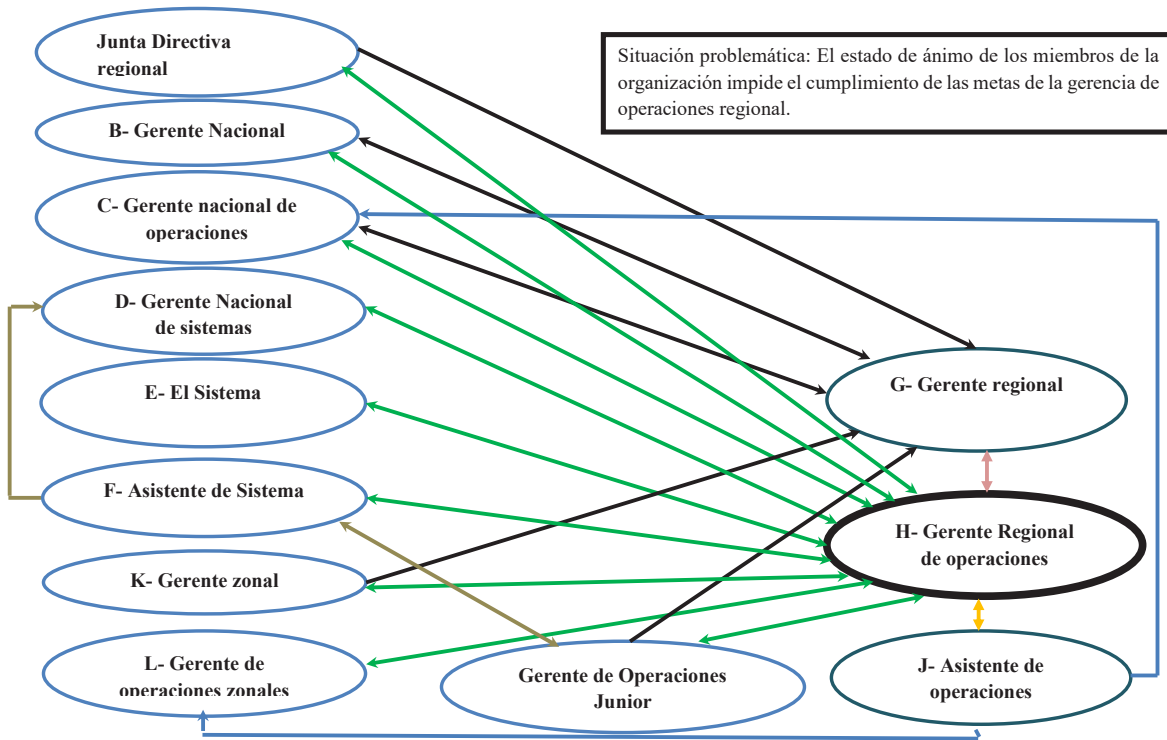 Junta Directiva
regional
Situación problemática: El estado de ánimo de los miembros de la
organización impide el cumplimiento de las metas de la gerencia de
operaciones regional.
B- Gerente Nacional
C- Gerente nacional de
operaciones
D- Gerente Nacional
de sistemas
E- El Sistema
G- Gerente regional
F- Asistente de Sistema
H- Gerente Regional
de operaciones
K- Gerente zonal
L- Gerente de
operaciones zonales
Gerente de Operaciones
Junior
J- Asistente de
operaciones